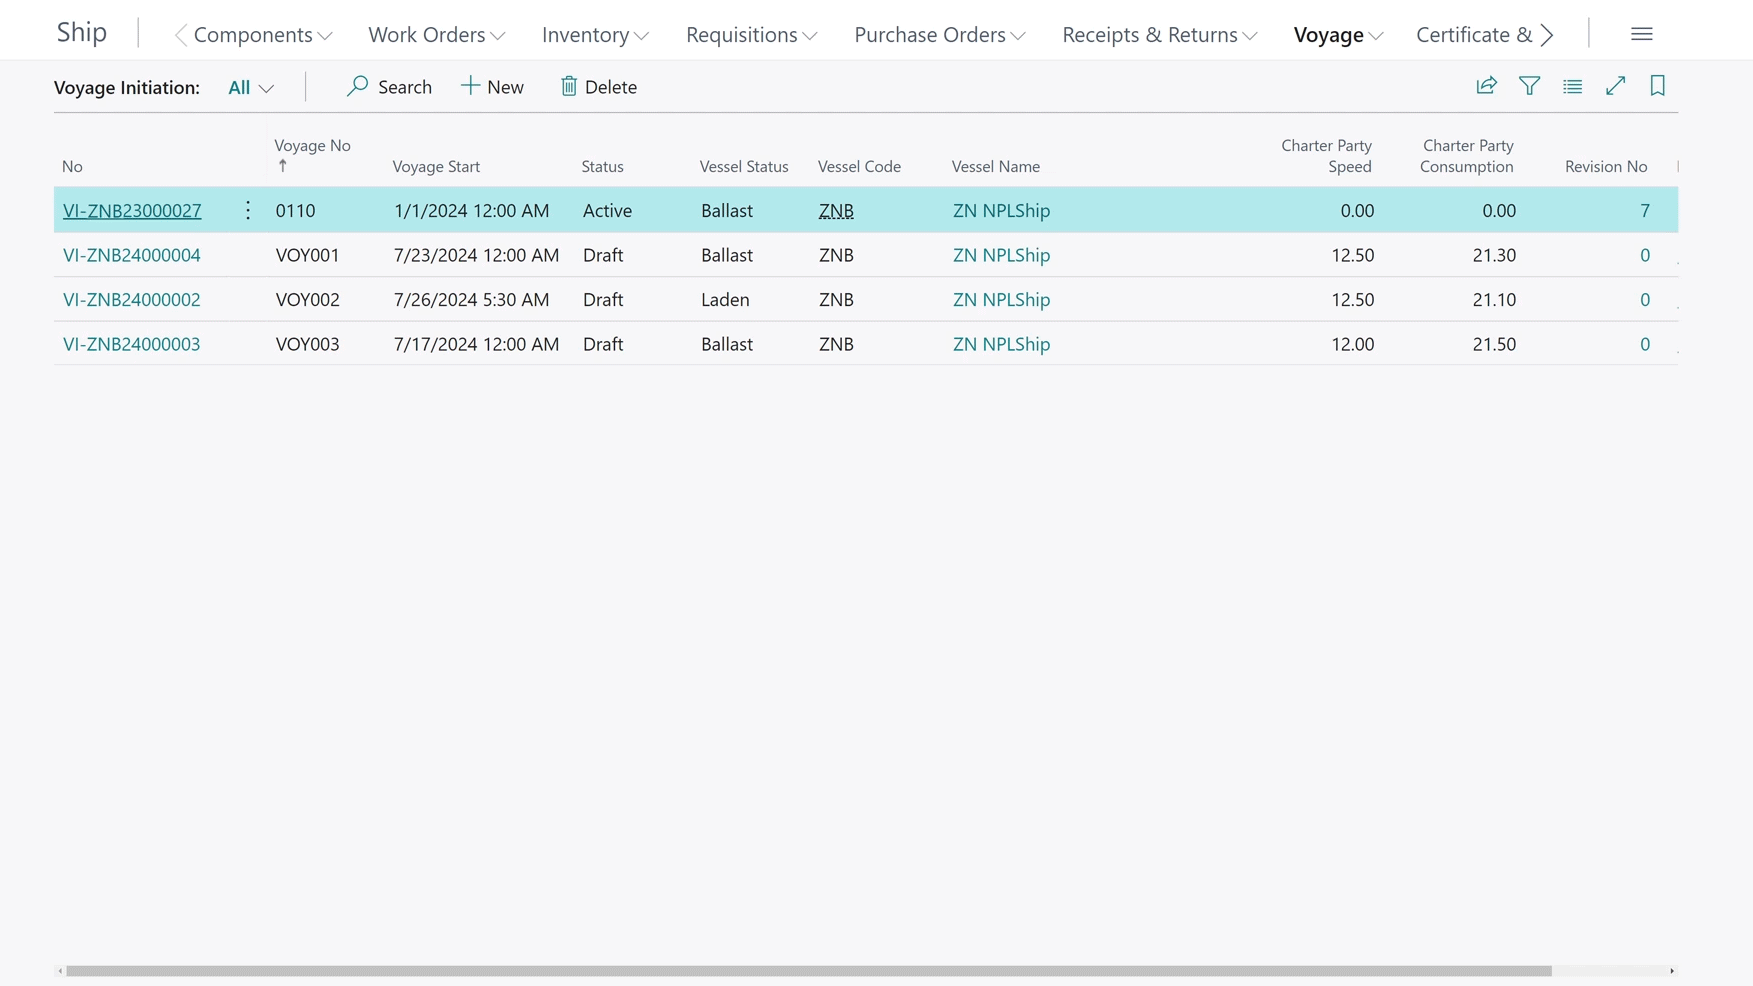 Ship Components Work Orders Inventory Requisitions Purchase Orders Receipts & Returns Voyage Certificate &
Voyage Initiation: All Search New Delete
No Voyage No Voyage Start Status Vessel Status Vessel Code Vessel Name Charter Party Speed Charter Party Consumption Revision No
VI-ZNB23000027 0110 1/1/2024 12:00 AM Active Ballast ZNB ZN NPLShip 0.00 0.00 7
VI-ZNB24000004 VOY001 7/23/2024 12:00 AM Draft Ballast ZNB ZN NPLShip 12.50 21.30 0
VI-ZNB24000002 VOY002 7/26/2024 5:30 AM Draft Laden ZNB ZN NPLShip 12.50 21.10 0
VI-ZNB24000003 VOY003 7/17/2024 12:00 AM Draft Ballast ZNB ZN NPLShip 12.00 21.50 0